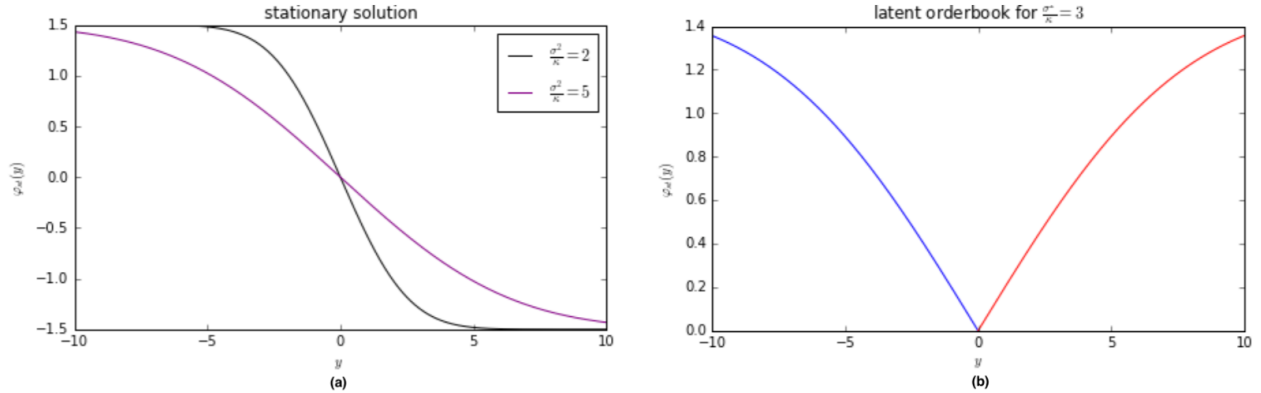 stationary solution
1.5
1.0
0.5
0.0
−0.5
−1.0
−1.5
−10
−5
0
5
10
φst(y)
y
σ²/κ = 2
σ²/κ = 5
(a)
latent orderbook for σ²/κ = 3
1.4
1.2
1.0
0.8
0.6
0.4
0.2
0.0
−10
−5
0
5
10
φst(y)
y
(b)